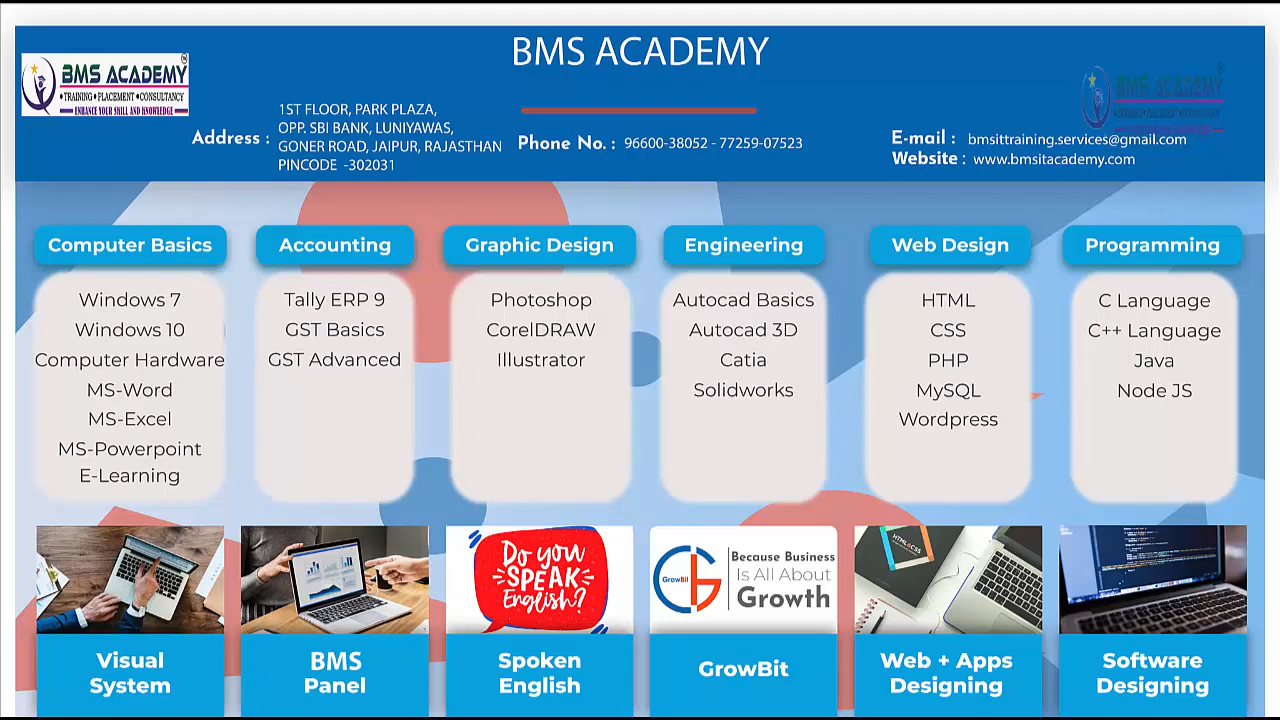 BMS ACADEMY
BMS ACADEMY
TM
•TRAINING•PLACEMENT•CONSULTANCY
ENHANCE YOUR SKILL AND KNOWLEDGE
Address :
1ST FLOOR, PARK PLAZA,
OPP. SBI BANK, LUNIYAWAS,
GONER ROAD, JAIPUR, RAJASTHAN
PINCODE -302031
Phone No. : 96600-38052 - 77259-07523
BMS ACADEMY
E-mail : bmsittraining.services@gmail.com
Website : www.bmsitacademy.com
Computer Basics
Windows 7
Windows 10
Computer Hardware
MS-Word
MS-Excel
MS-Powerpoint
E-Learning
Accounting
Tally ERP 9
GST Basics
GST Advanced
Graphic Design
Photoshop
CorelDRAW
Illustrator
Engineering
Autocad Basics
Autocad 3D
Catia
Solidworks
Web Design
HTML
CSS
PHP
MySQL
Wordpress
Programming
C Language
C++ Language
Java
Node JS
Do you
SPEAK
English?
GrowBit
Because Business
Is All About
Growth
HTML&CSS
Visual
System
BMS
Panel
Spoken
English
GrowBit
Web + Apps
Designing
Software
Designing